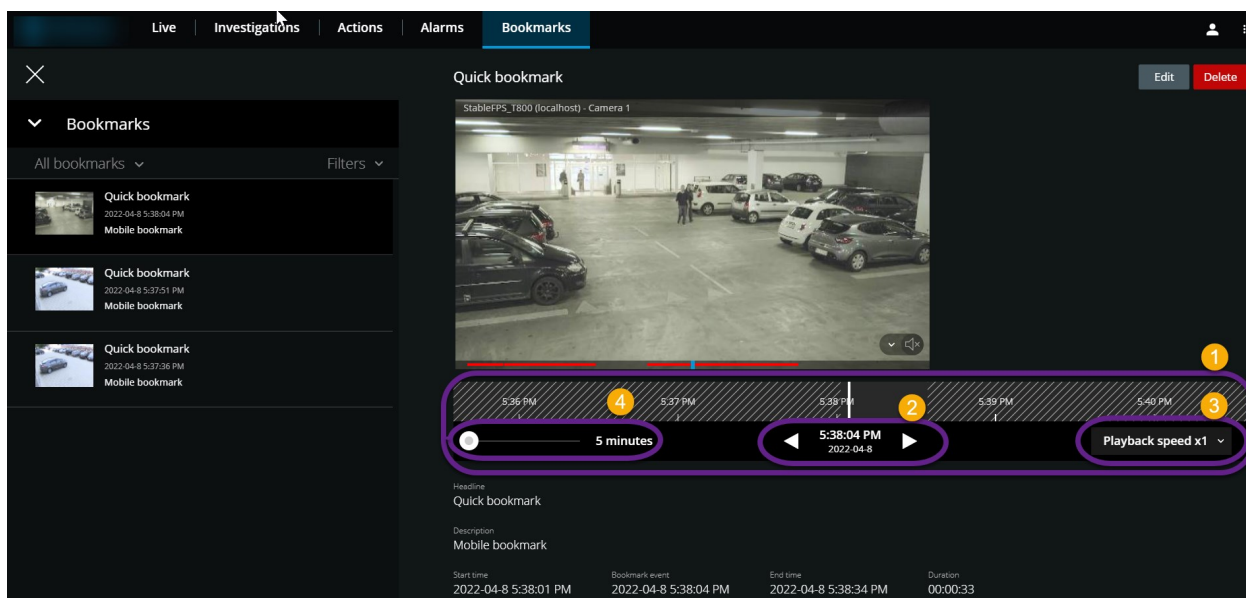 Live Investigations Actions Alarms Bookmarks
Quick bookmark
Edit Delete
Bookmarks
All bookmarks Filters
Quick bookmark
2022-04-8 5:38:04 PM
Mobile bookmark
Quick bookmark
2022-04-8 5:37:51 PM
Mobile bookmark
Quick bookmark
2022-04-8 5:37:36 PM
Mobile bookmark
StableFPS_T800 (localhost) - Camera 1
1
5:36 PM 4 5:37 PM 5:38 PM 2 5:39 PM 5:40 PM 3
5 minutes
5:38:04 PM
2022-04-8
Playback speed x1
Headline
Quick bookmark
Description
Mobile bookmark
Start time Bookmark event End time Duration
2022-04-8 5:38:01 PM 2022-04-8 5:38:04 PM 2022-04-8 5:38:34 PM 00:00:33